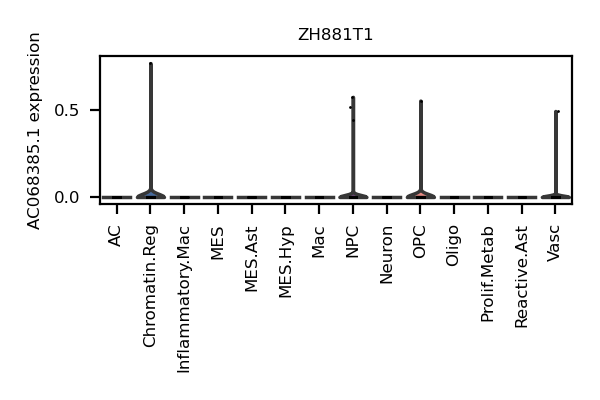 ZH881T1
AC068385.1 expression
0.5
0.0
AC
Chromatin.Reg
Inflammatory.Mac
MES
MES.Ast
MES.Hyp
Mac
NPC
Neuron
OPC
Oligo
Prolif.Metab
Reactive.Ast
Vasc